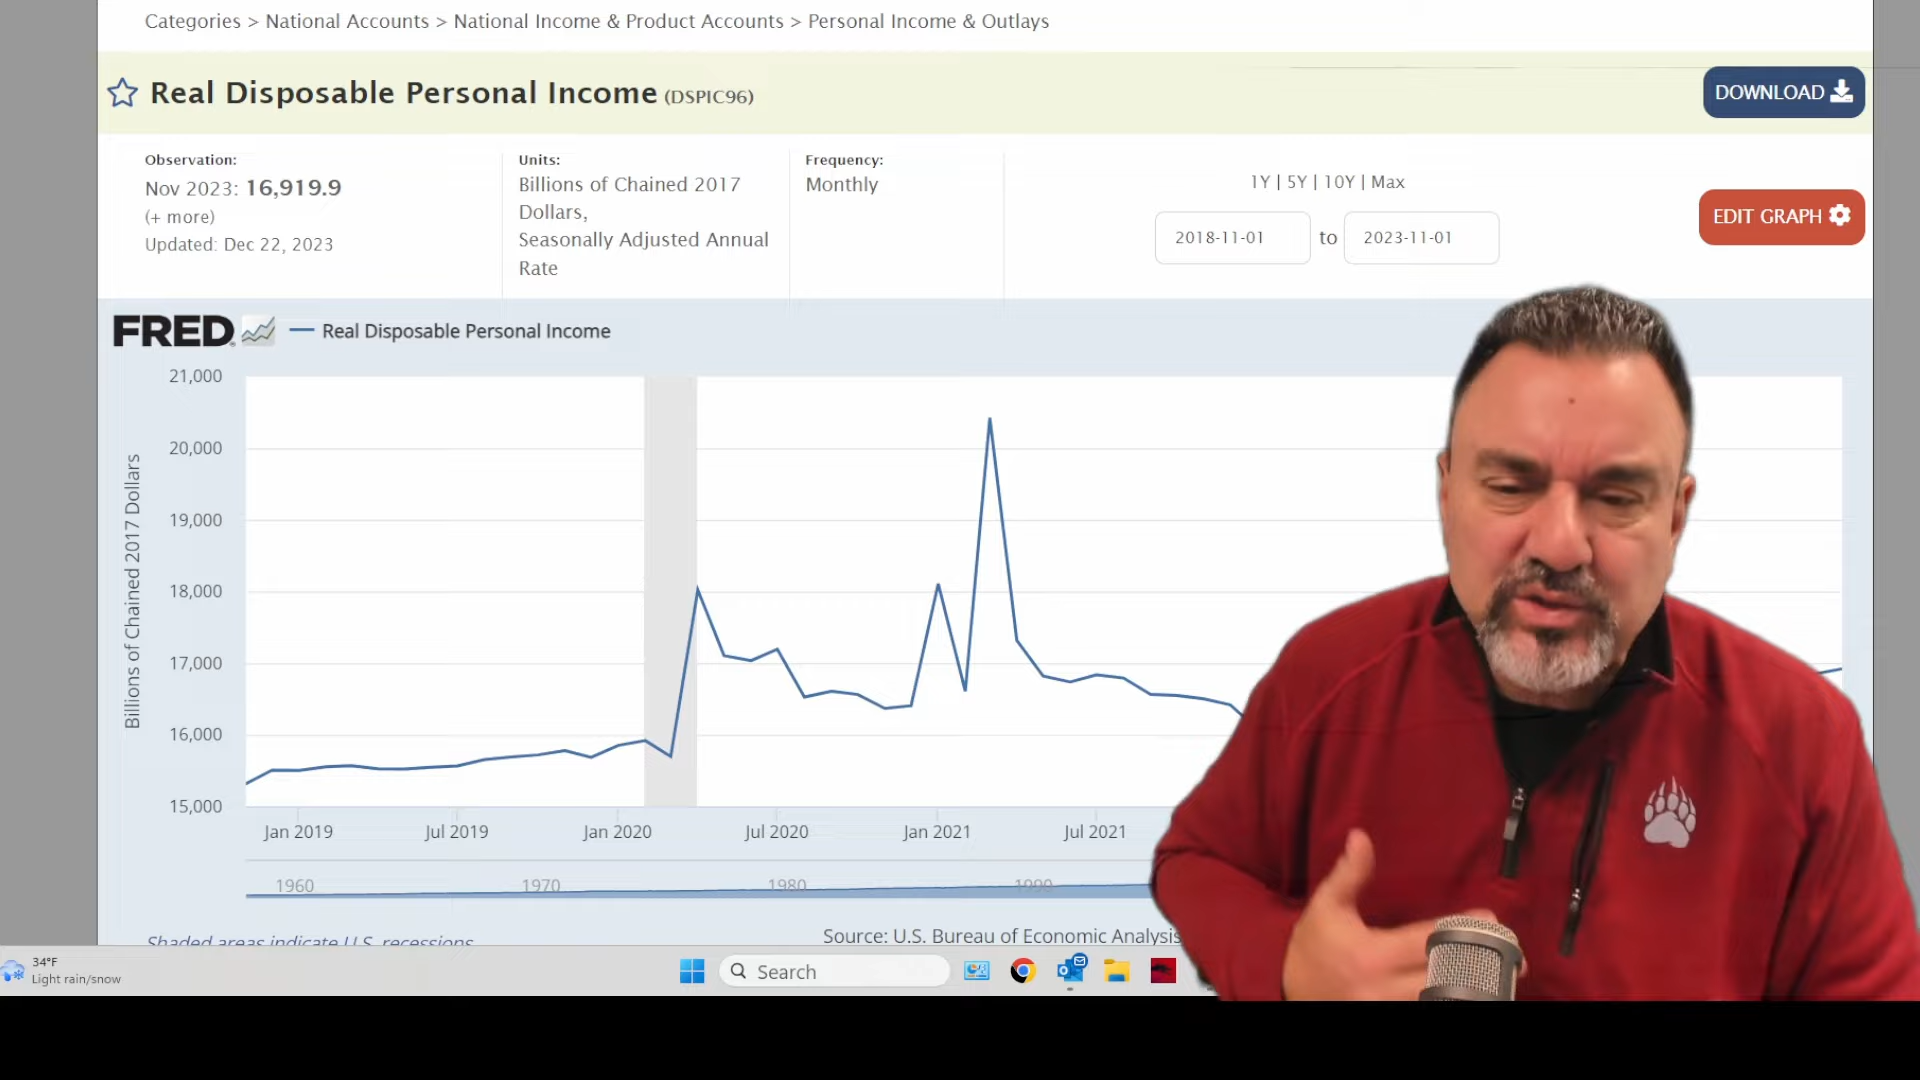 Categories > National Accounts > National Income & Product Accounts > Personal Income & Outlays
Real Disposable Personal Income (DSPIC96)
DOWNLOAD
Observation:
Nov 2023: 16,919.9
(+ more)
Updated: Dec 22, 2023
Units:
Billions of Chained 2017
Dollars,
Seasonally Adjusted Annual
Rate
Frequency:
Monthly
1Y | 5Y | 10Y | Max
2018-11-01 to 2023-11-01
EDIT GRAPH
FRED
Real Disposable Personal Income
Billions of Chained 2017 Dollars
21,000
20,000
19,000
18,000
17,000
16,000
15,000
Jan 2019 Jul 2019 Jan 2020 Jul 2020 Jan 2021 Jul 2021
1960 1970 1980 1990
Shaded areas indicate U.S. recessions
Source: U.S. Bureau of Economic Analysis
34°F
Light rain/snow
Search